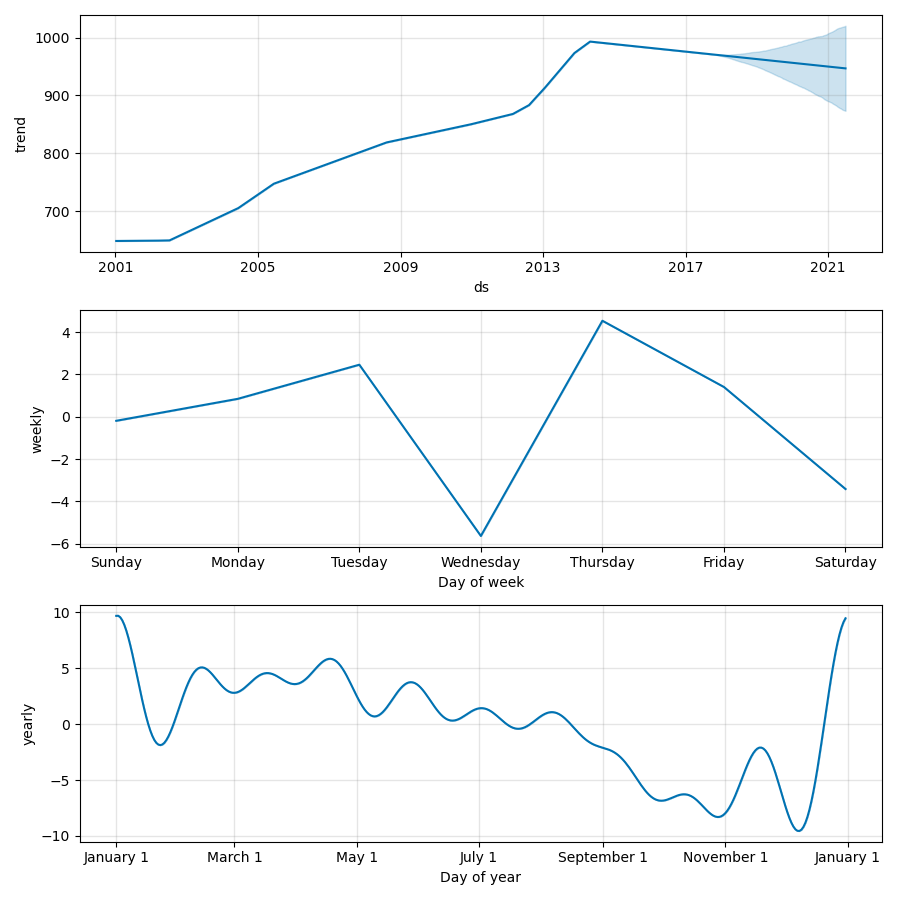 1000
900
800
700
trend
2001 2005 2009 2013 2017 2021
ds
4
2
0
−2
−4
−6
weekly
Sunday Monday Tuesday Wednesday Thursday Friday Saturday
Day of week
10
5
0
−5
−10
yearly
January 1 March 1 May 1 July 1 September 1 November 1 January 1
Day of year